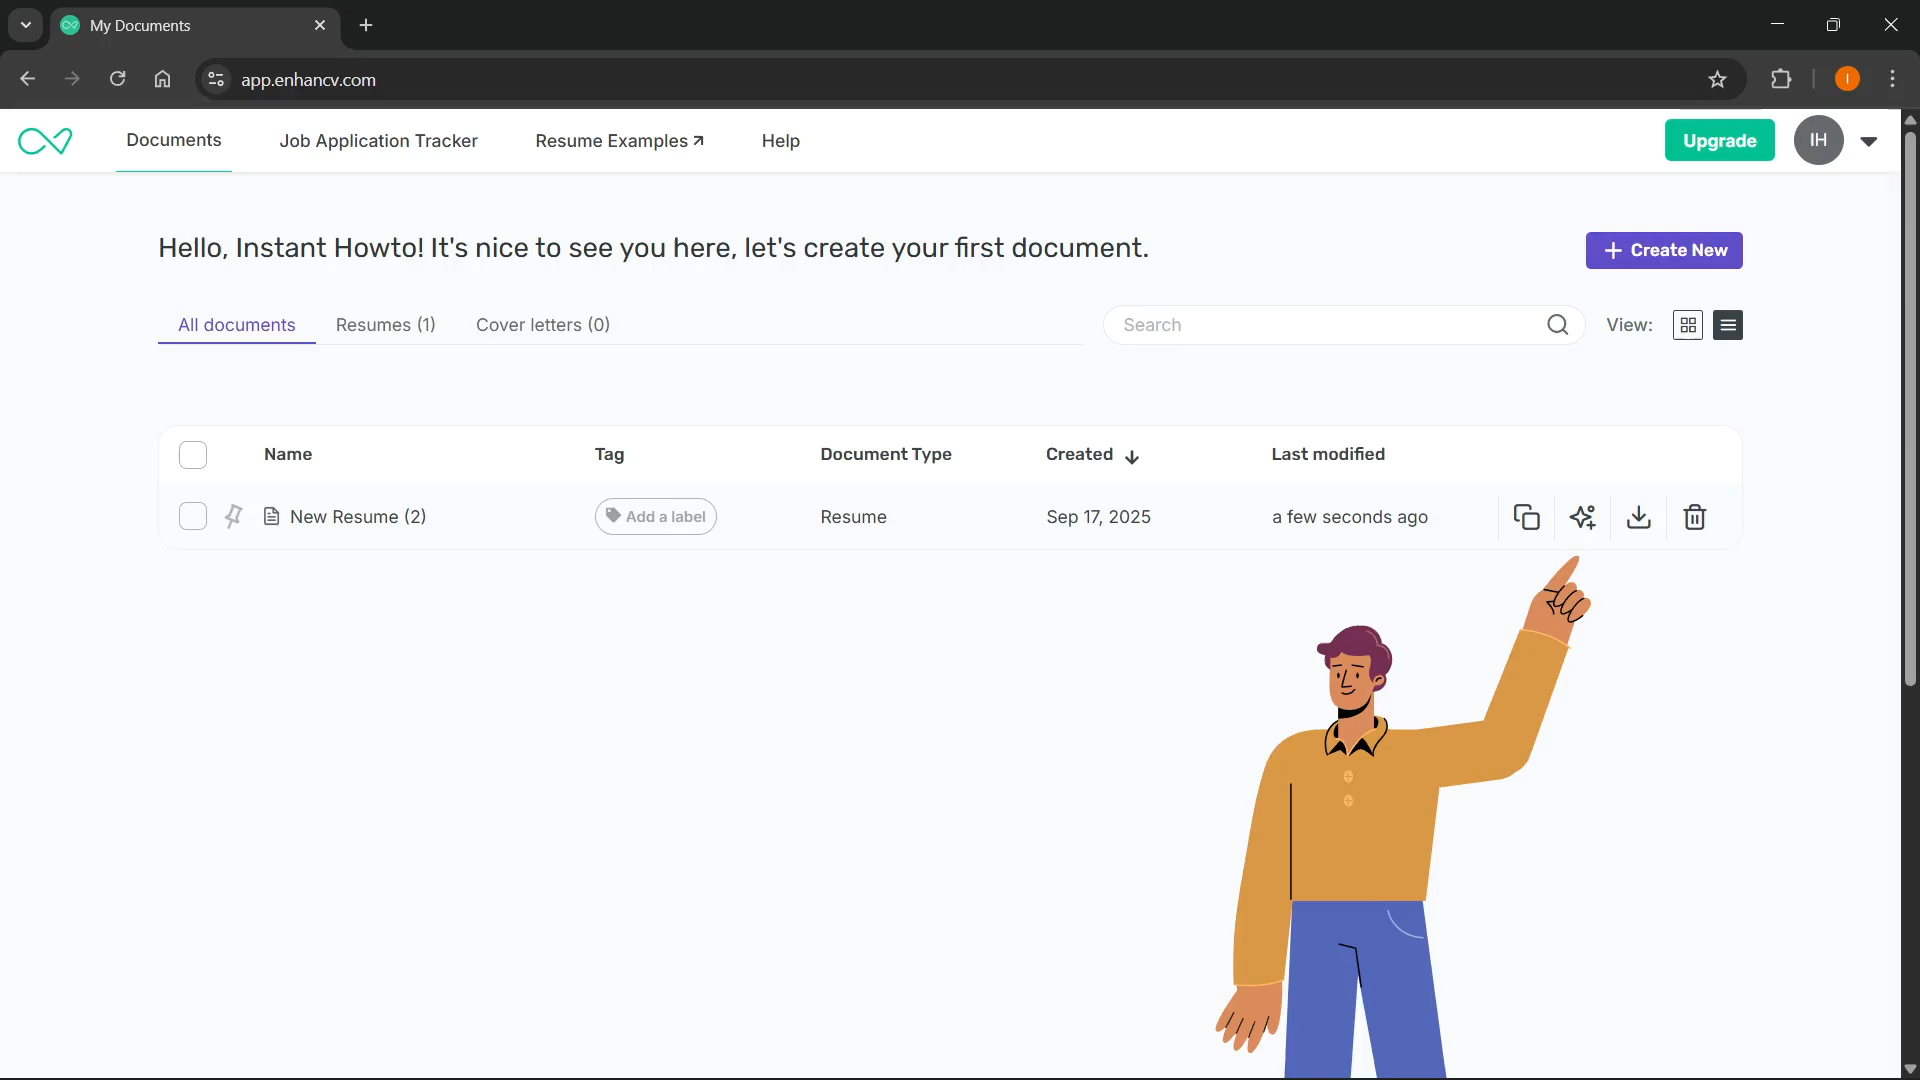 My Documents
app.enhancv.com
I
Documents
Job Application Tracker
Resume Examples
Help
Upgrade
IH
Hello, Instant Howto! It's nice to see you here, let's create your first document.
+ Create New
All documents
Resumes (1)
Cover letters (0)
Search
View:
Name
Tag
Document Type
Created
Last modified
New Resume (2)
Add a label
Resume
Sep 17, 2025
a few seconds ago